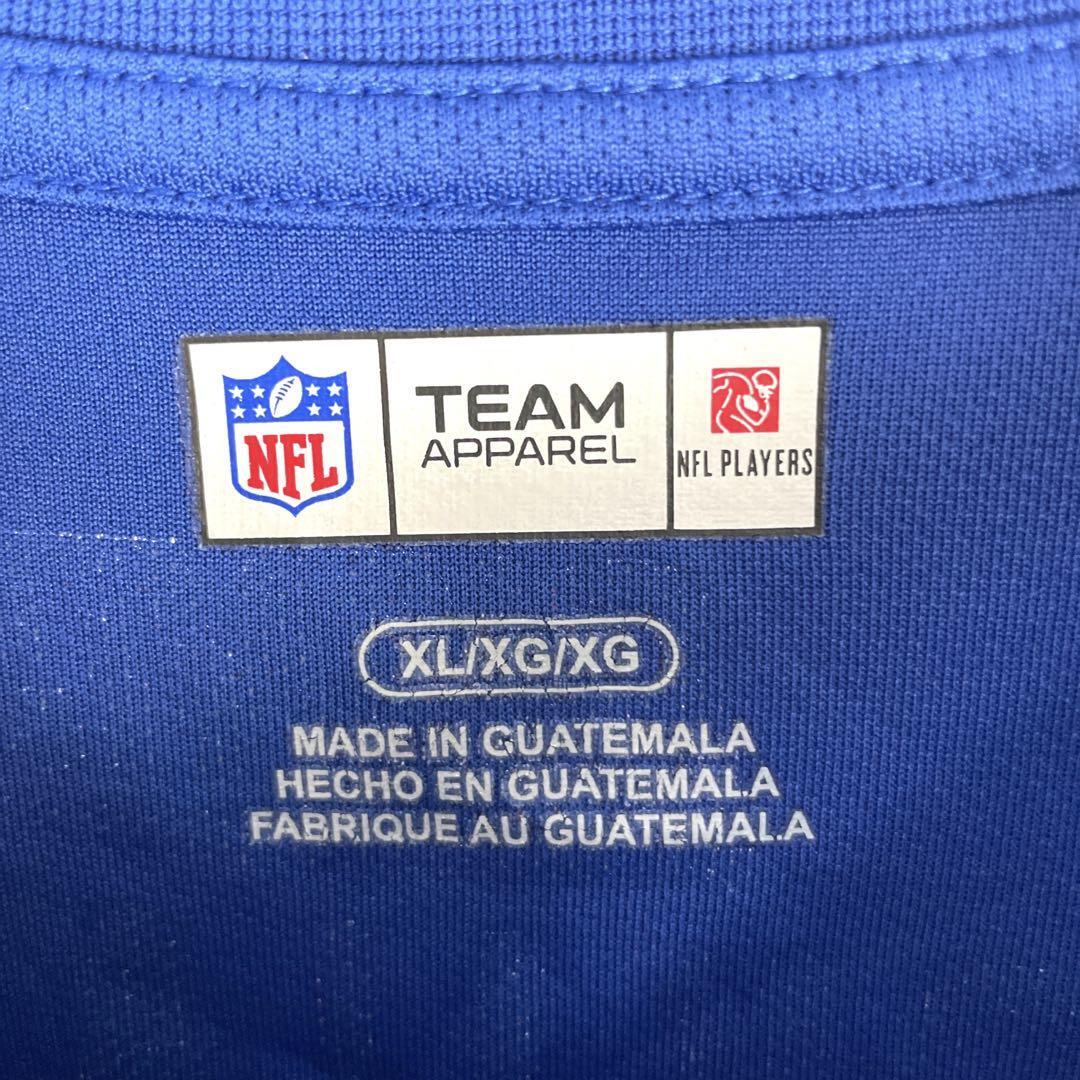 NFL
TEAM
APPAREL
NFL PLAYERS
XL/XG/XG
MADE IN GUATEMALA
HECHO EN GUATEMALA
FABRIQUE AU GUATEMALA